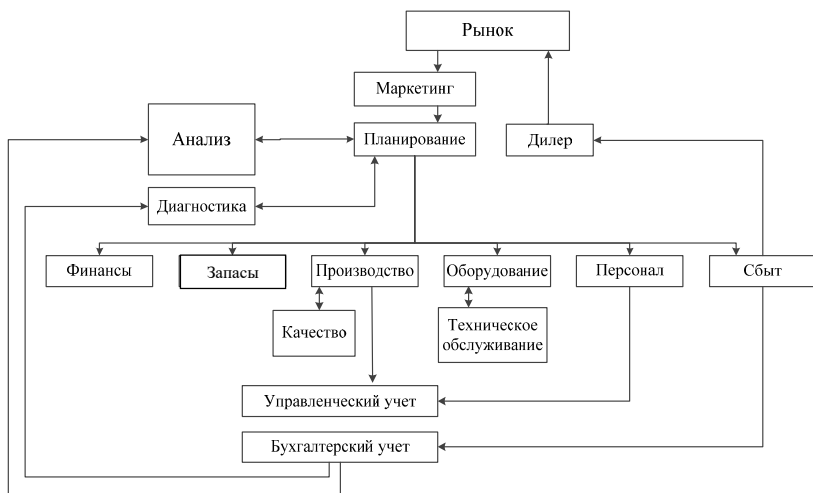 Рынок
Маркетинг
Анализ
Планирование
Дилер
Диагностика
Финансы
Запасы
Производство
Оборудование
Персонал
Сбыт
Качество
Техническое
обслуживание
Управленческий учет
Бухгалтерский учет